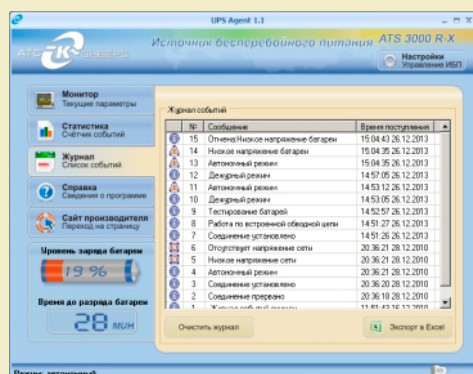 UPS Agent 1.1
АТС КОНВЕРС
Источник бесперебойного питания ATS 3000 R-X
Настройки
Управление ИБП
Монитор
Текущие параметры
Статистика
Счётчик событий
Журнал
Список событий
Справка
Сведения о программе
Сайт производителя
Переход на страницу
Уровень заряда батареи
19 %
Время до разряда батареи
28 мин
Журнал событий
№ Сообщение Время поступления
15 Отмена:Низкое напряжение батареи 15:04:43 26.12.2013
14 Низкое напряжение батареи 15:04:35 26.12.2013
13 Автономный режим 15:04:35 26.12.2013
12 Дежурный режим 14:57:05 26.12.2013
11 Автономный режим 14:53:12 26.12.2013
10 Дежурный режим 14:53:05 26.12.2013
9 Тестирование батарей 14:52:57 26.12.2013
8 Работа по встроенной обводной цепи 14:51:27 26.12.2013
7 Соединение установлено 14:51:26 26.12.2013
6 Отсутствует напряжение сети 20:36:21 28.12.2010
5 Низкое напряжение сети 20:36:21 28.12.2010
4 Автономный режим 20:36:21 28.12.2010
3 Соединение установлено 20:36:20 28.12.2010
2 Соединение прервано 20:36:18 28.12.2010
1
Очистить журнал
Экспорт в Excel
Режим: автономный